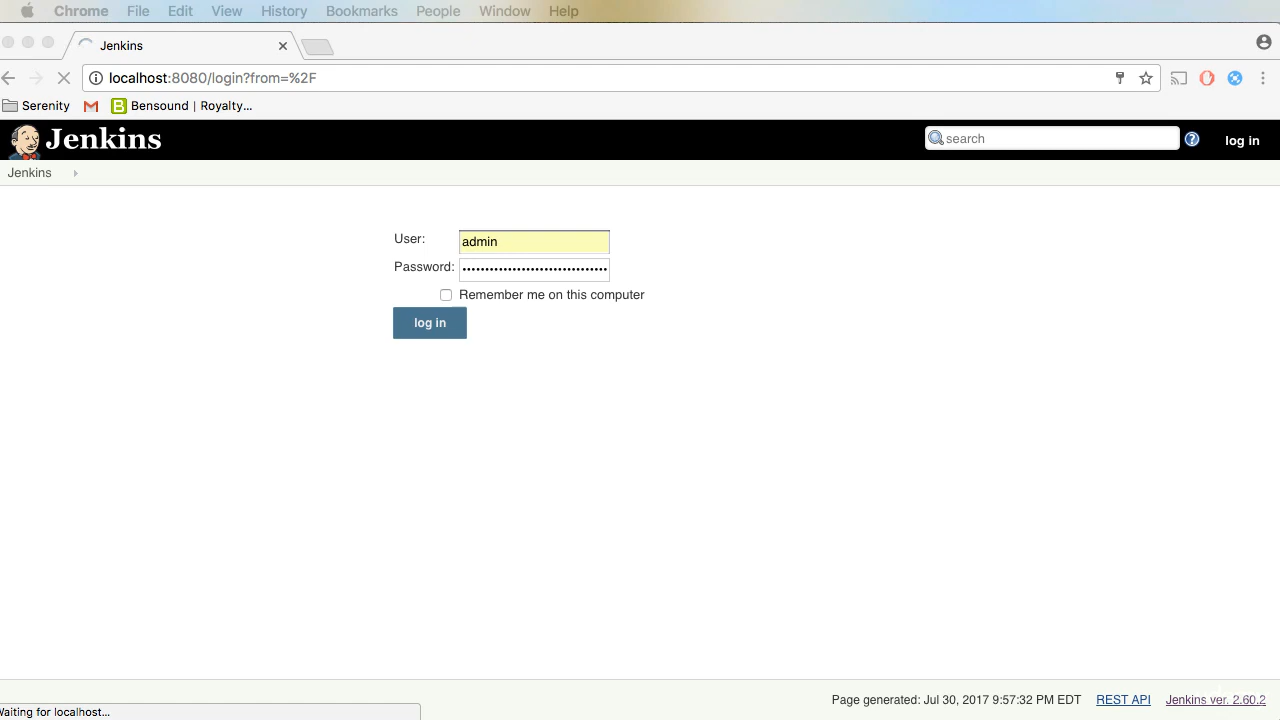 Chrome File Edit View History Bookmarks People Window Help
Jenkins
localhost:8080/login?from=%2F
Serenity Bensound | Royalty...
Jenkins search log in
Jenkins
User: admin
Password: ••••••••••••••••••••••••••••••••
Remember me on this computer
log in
Page generated: Jul 30, 2017 9:57:32 PM EDT REST API Jenkins ver. 2.60.2
Waiting for localhost...